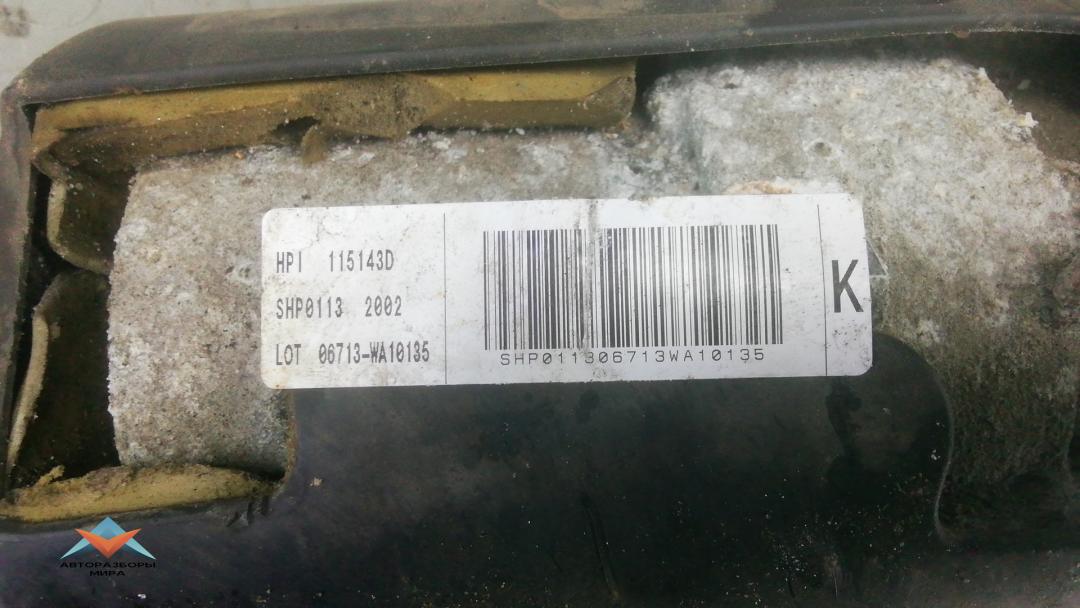 HPI 115143D
SHP0113 2002
LOT 06713-WA10135
SHP011306713WA10135
K
АВТОРАЗБОРЫ
МИРА